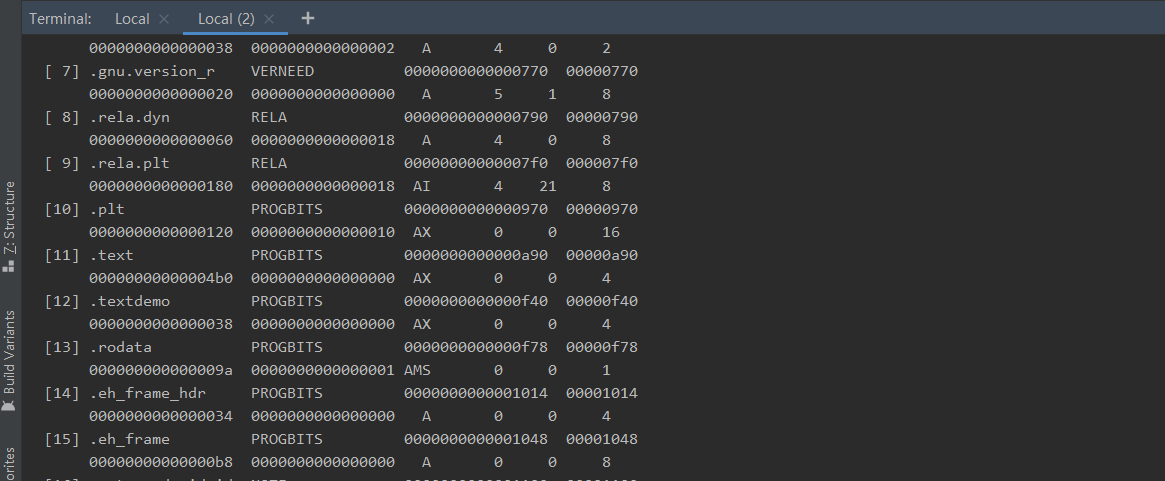 Terminal: Local × Local (2) × +
0000000000000038 0000000000000002 A 4 0 2
[ 7] .gnu.version_r VERNEED 0000000000000770 00000770
0000000000000020 0000000000000000 A 5 1 8
[ 8] .rela.dyn RELA 0000000000000790 00000790
0000000000000060 0000000000000018 A 4 0 8
[ 9] .rela.plt RELA 00000000000007f0 000007f0
0000000000000180 0000000000000018 AI 4 21 8
[10] .plt PROGBITS 0000000000000970 00000970
0000000000000120 0000000000000010 AX 0 0 16
[11] .text PROGBITS 0000000000000a90 00000a90
00000000000004b0 0000000000000000 AX 0 0 4
[12] .textdemo PROGBITS 0000000000000f40 00000f40
0000000000000038 0000000000000000 AX 0 0 4
[13] .rodata PROGBITS 0000000000000f78 00000f78
000000000000009a 0000000000000001 AMS 0 0 1
[14] .eh_frame_hdr PROGBITS 0000000000001014 00001014
0000000000000034 0000000000000000 A 0 0 4
[15] .eh_frame PROGBITS 0000000000001048 00001048
00000000000000b8 0000000000000000 A 0 0 8
7: Structure
Build Variants